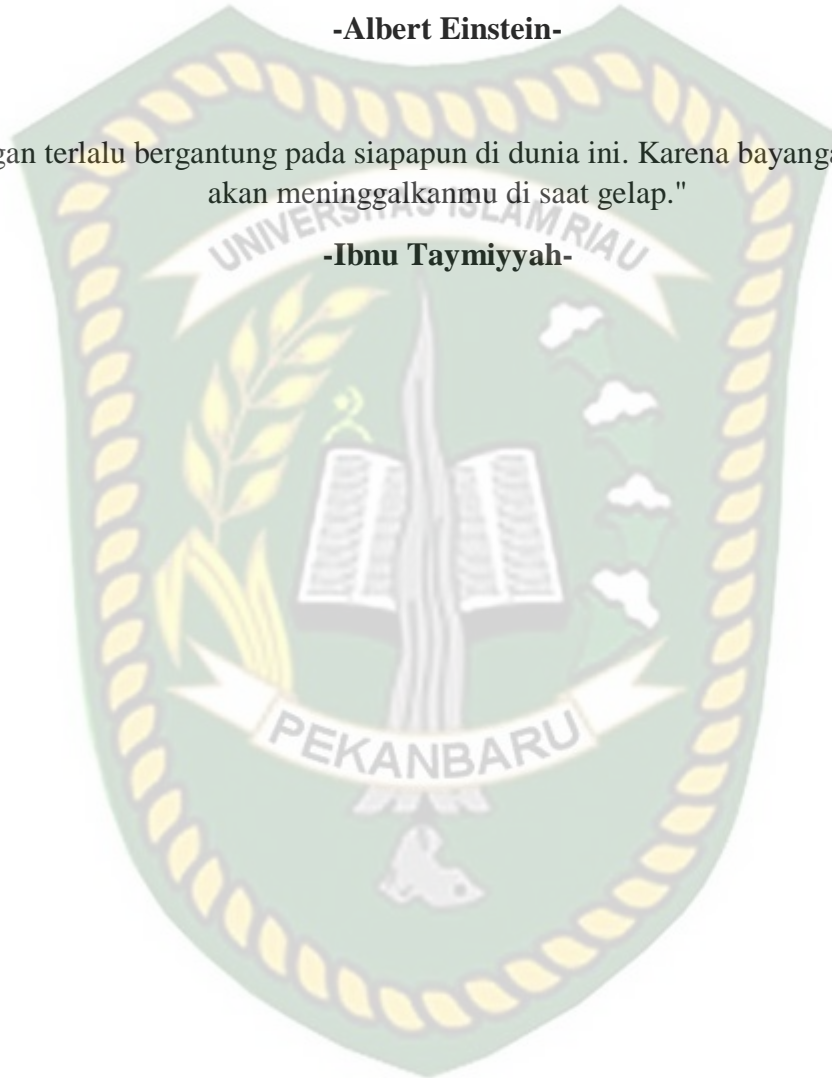 -Albert Einstein-
gan terlalu bergantung pada siapapun di dunia ini. Karena bayanga
akan meninggalkanmu di saat gelap."
UNIVERSITAS ISLAM RIAU
-Ibnu Taymiyyah-
PEKANBARU